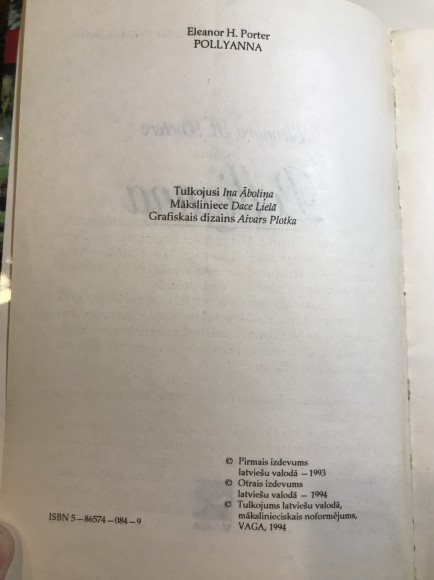 Eleanor H. Porter
POLLYANNA
Tulkojusi Ina Āboliņa
Māksliniece Dace Lielā
Grafiskais dizains Aivars Plotka
© Pirmais izdevums
latviešu valodā – 1993
© Otrais izdevums
latviešu valodā – 1994
© Tulkojums latviešu valodā,
mākslinieciskais noformējums,
VAGA, 1994
ISBN 5–86574–084–9